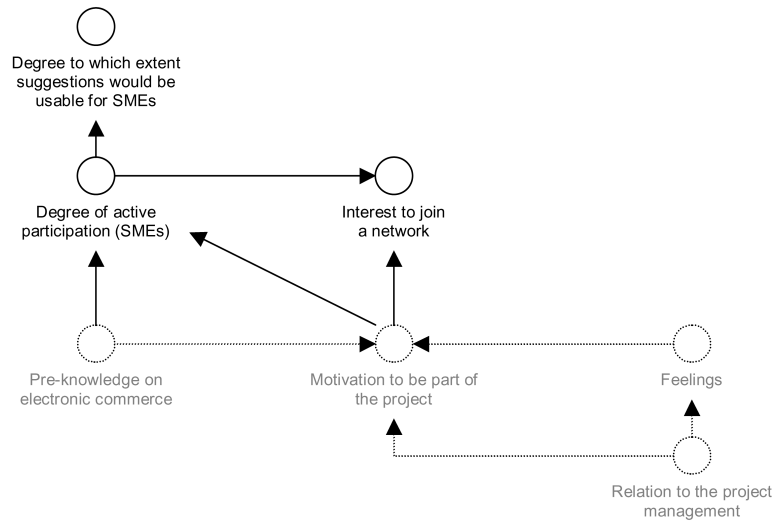 Degree to which extent
suggestions would be
usable for SMEs
Degree of active
participation (SMEs)
Interest to join
a network
Pre-knowledge on
electronic commerce
Motivation to be part of
the project
Feelings
Relation to the project
management